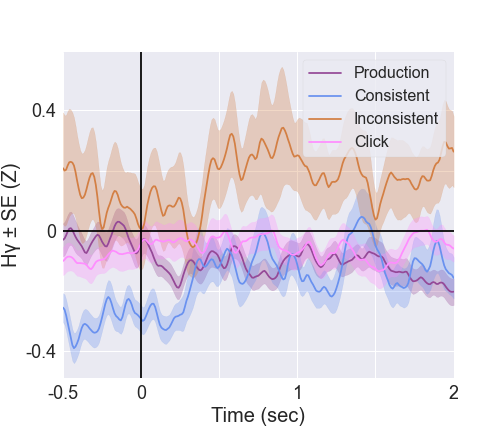 Production
Consistent
Inconsistent
Click
0.4
0
-0.4
Hγ ± SE (Z)
-0.5
0
1
2
Time (sec)